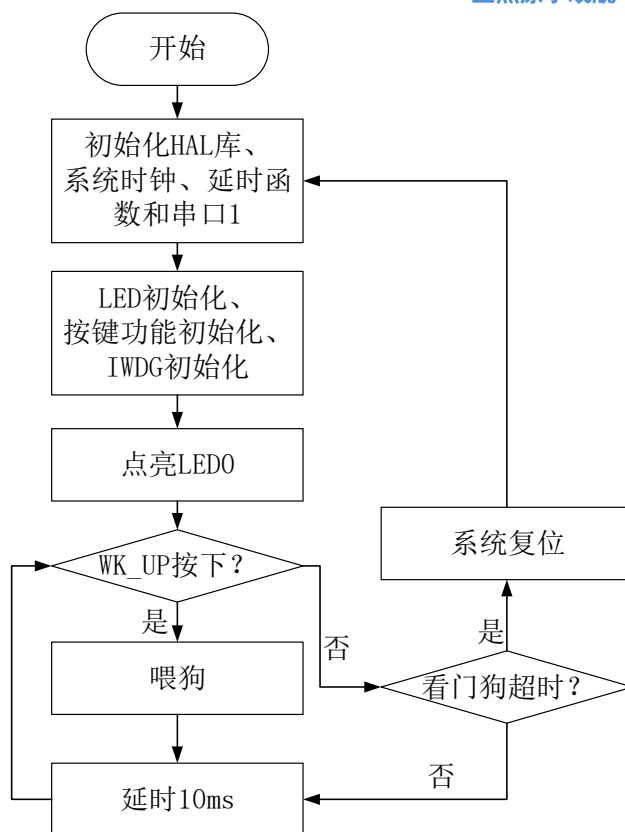 开始
初始化HAL库、
系统时钟、延时函
数和串口1
LED初始化、
按键功能初始化、
IWDG初始化
点亮LED0
WK_UP按下?
系统复位
是
否
是
喂狗
看门狗超时?
否
延时10ms